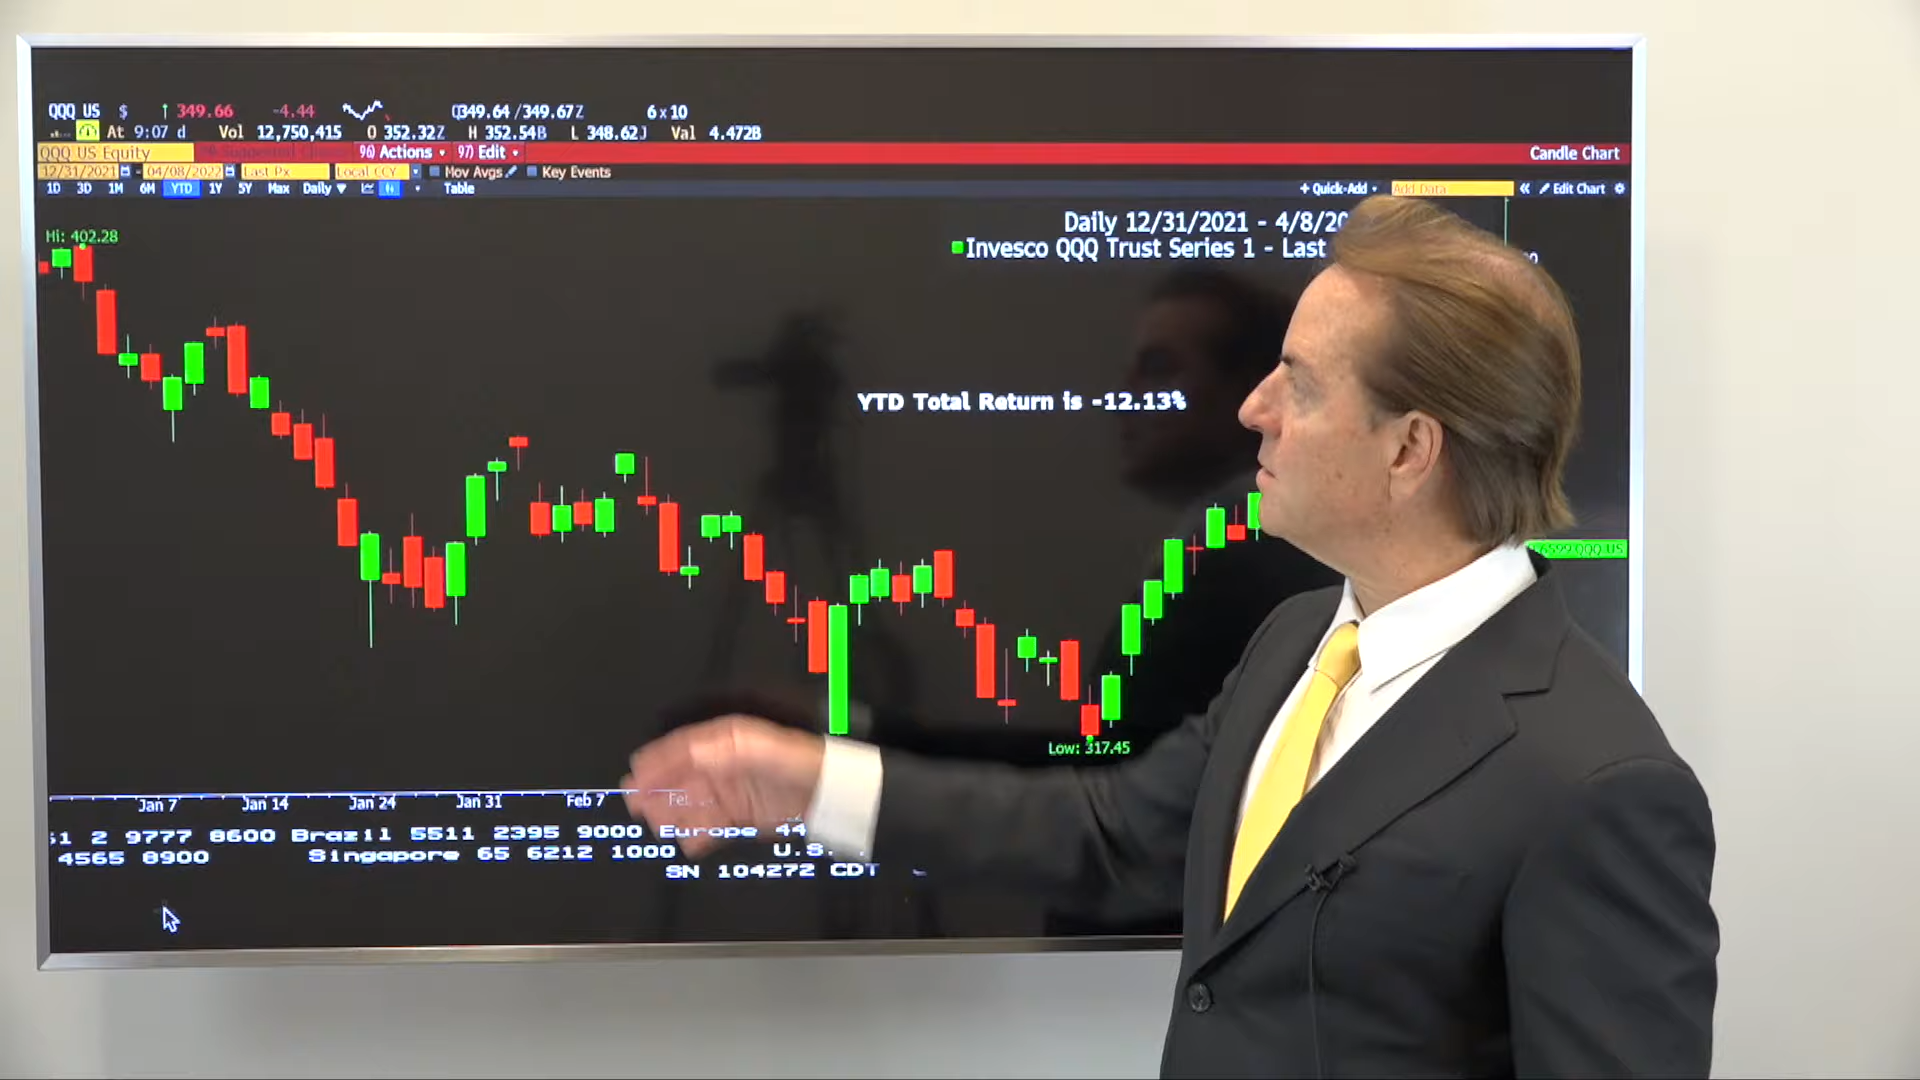 QQQ US $ ↑ 349.66 -4.44 349.64 / 349.67Z 6 x 10
At 9:07 d Vol 12,750,415 O 352.32Z H 352.54B L 348.62J Val 4.472B
QQQ US Equity 96) Actions 97) Edit Candle Chart
12/31/2021 - 04/08/2022 Last Px Local CCY Mov Avgs Key Events
1D 3D 1M 6M YTD 1Y 5Y Max Daily ▼ Table + Quick-Add Add Data « Edit Chart
Hi: 402.28
Daily 12/31/2021 - 4/8/20
Invesco QQQ Trust Series 1 - Last
YTD Total Return is -12.13%
QQQ US
Low: 317.45
Jan 7 Jan 14 Jan 24 Jan 31 Feb 7
61 2 9777 8600 Brazil 5511 2395 9000 Europe 44
4565 8900 Singapore 65 6212 1000 U.S.
SN 104272 CDT